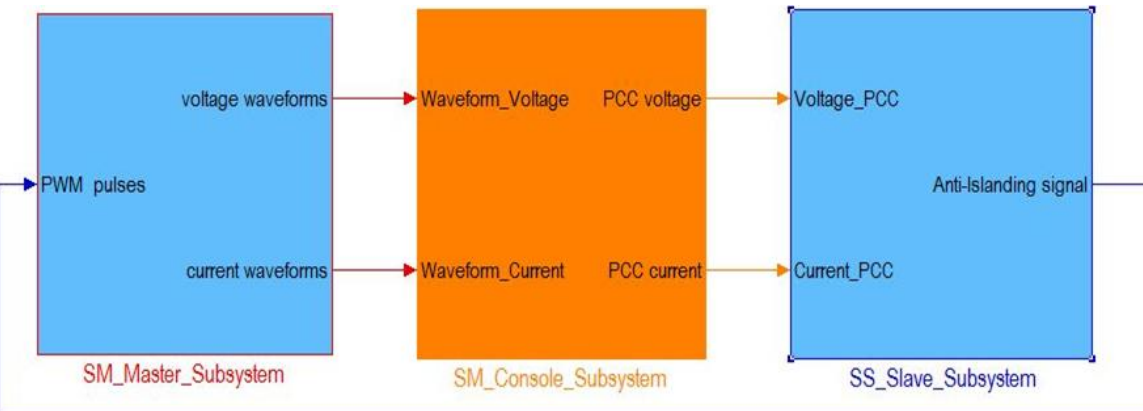 voltage waveforms
PWM pulses
current waveforms
SM_Master_Subsystem
Waveform_Voltage
PCC voltage
Waveform_Current
PCC current
SM_Console_Subsystem
Voltage_PCC
Anti-Islanding signal
Current_PCC
SS_Slave_Subsystem